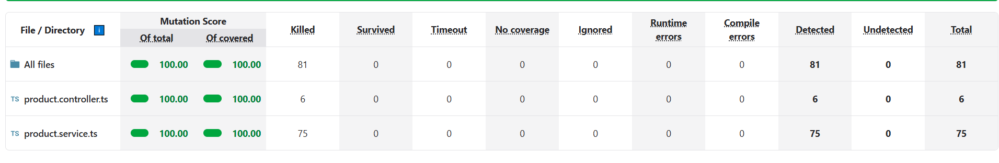 File / Directory i Mutation Score Killed Survived Timeout No coverage Ignored Runtime errors Compile errors Detected Undetected Total
Of total Of covered
All files 100.00 100.00 81 0 0 0 0 0 0 81 0 81
TS product.controller.ts 100.00 100.00 6 0 0 0 0 0 0 6 0 6
TS product.service.ts 100.00 100.00 75 0 0 0 0 0 0 75 0 75